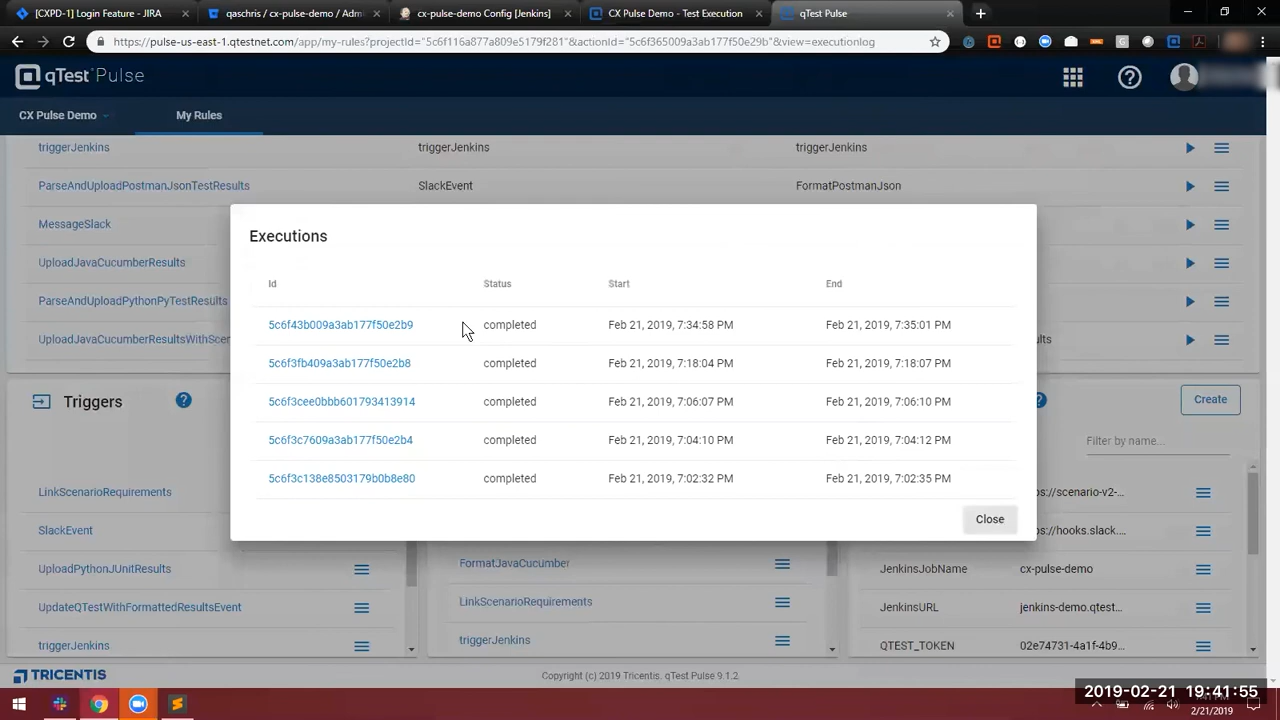 [CXPD-1] Login Feature - JIRA
qaschris / cx-pulse-demo / Adm
cx-pulse-demo Config [Jenkins]
CX Pulse Demo - Test Execution
qTest Pulse
https://pulse-us-east-1.qtestnet.com/app/my-rules?projectId="5c6f116a877a809e5179f281"&actionId="5c6f365009a3ab177f50e29b"&view=executionlog
qTest Pulse
CX Pulse Demo
My Rules
triggerJenkins triggerJenkins triggerJenkins
ParseAndUploadPostmanJsonTestResults SlackEvent FormatPostmanJson
MessageSlack
UploadJavaCucumberResults
ParseAndUploadPythonPyTestResults
UploadJavaCucumberResultsWithScen
Executions
Id Status Start End
5c6f43b009a3ab177f50e2b9 completed Feb 21, 2019, 7:34:58 PM Feb 21, 2019, 7:35:01 PM
5c6f3fb409a3ab177f50e2b8 completed Feb 21, 2019, 7:18:04 PM Feb 21, 2019, 7:18:07 PM
5c6f3cee0bbb601793413914 completed Feb 21, 2019, 7:06:07 PM Feb 21, 2019, 7:06:10 PM
5c6f3c7609a3ab177f50e2b4 completed Feb 21, 2019, 7:04:10 PM Feb 21, 2019, 7:04:12 PM
5c6f3c138e8503179b0b8e80 completed Feb 21, 2019, 7:02:32 PM Feb 21, 2019, 7:02:35 PM
Close
Triggers
LinkScenarioRequirements
SlackEvent
UploadPythonJUnitResults
UpdateQTestWithFormattedResultsEvent
triggerJenkins
FormatJavaCucumber
LinkScenarioRequirements
triggerJenkins
Create
Filter by name...
ps://scenario-v2-...
ps://hooks.slack....
JenkinsJobName cx-pulse-demo
JenkinsURL jenkins-demo.qtest...
QTEST_TOKEN 02e74731-4a1f-4b9...
TRICENTIS
Copyright (c) 2019 Tricentis. qTest Pulse 9.1.2
2019-02-21 19:41:55
2/21/2019